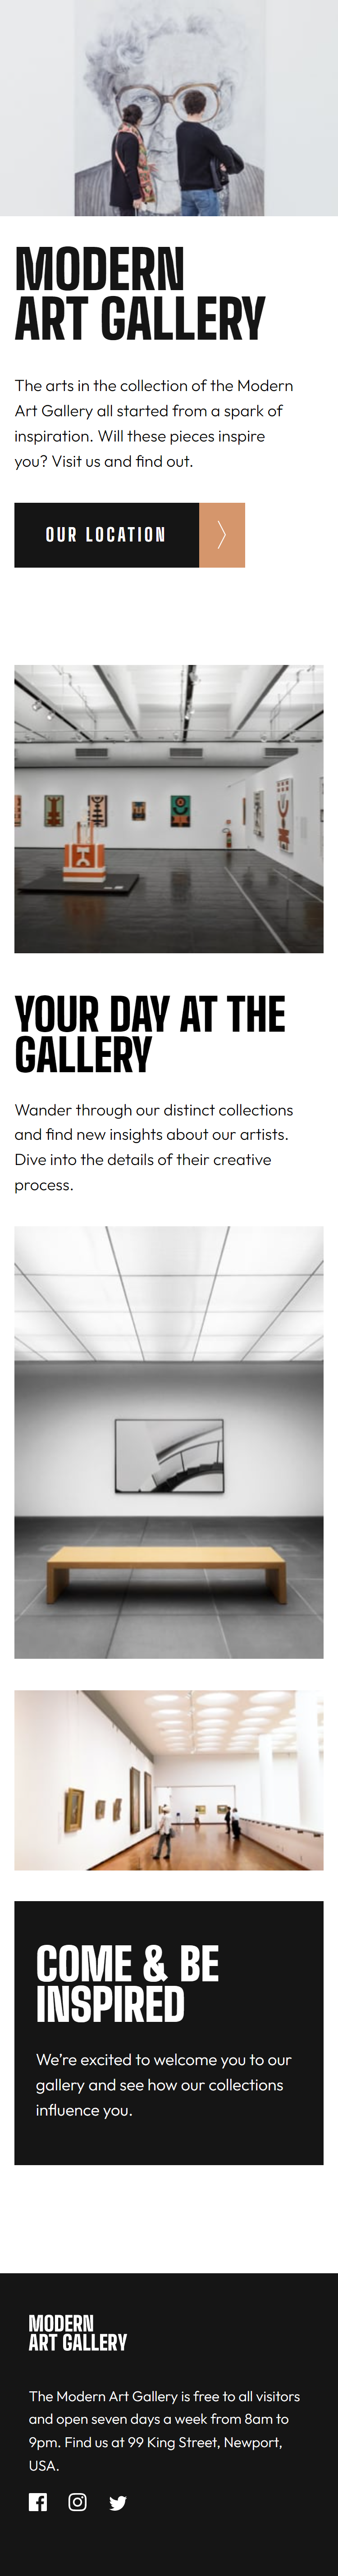 MODERN
ART GALLERY
The arts in the collection of the Modern
Art Gallery all started from a spark of
inspiration. Will these pieces inspire
you? Visit us and find out.
OUR LOCATION
YOUR DAY AT THE
GALLERY
Wander through our distinct collections
and find new insights about our artists.
Dive into the details of their creative
process.
COME & BE
INSPIRED
We’re excited to welcome you to our
gallery and see how our collections
influence you.
MODERN
ART GALLERY
The Modern Art Gallery is free to all visitors
and open seven days a week from 8am to
9pm. Find us at 99 King Street, Newport,
USA.